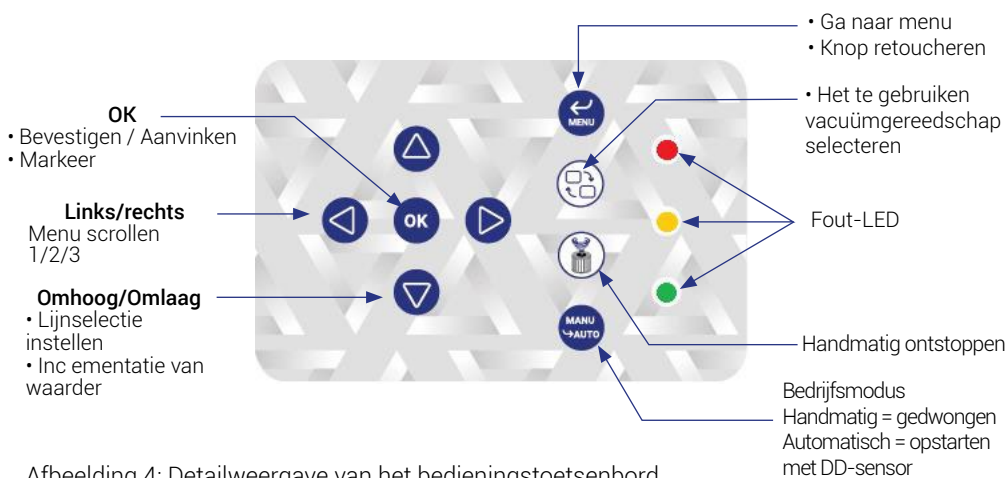 • Ga naar menu
• Knop retoucheren
• Het te gebruiken
vacuümgereedschap
selecteren
OK
• Bevestigen / Aanvinken
• Markeer
Links/rechts
Menu scrollen
1/2/3
Omhoog/Omlaag
• Lijnselectie
instellen
• Inc ementatie van
waarder
MENU
OK
MANU
AUTO
Fout-LED
Handmatig ontstoppen
Bedrijfsmodus
Handmatig = gedwongen
Automatisch = opstarten
met DD-sensor
Afbeelding 4: Detailweergave van het bedieningstoetsenbord